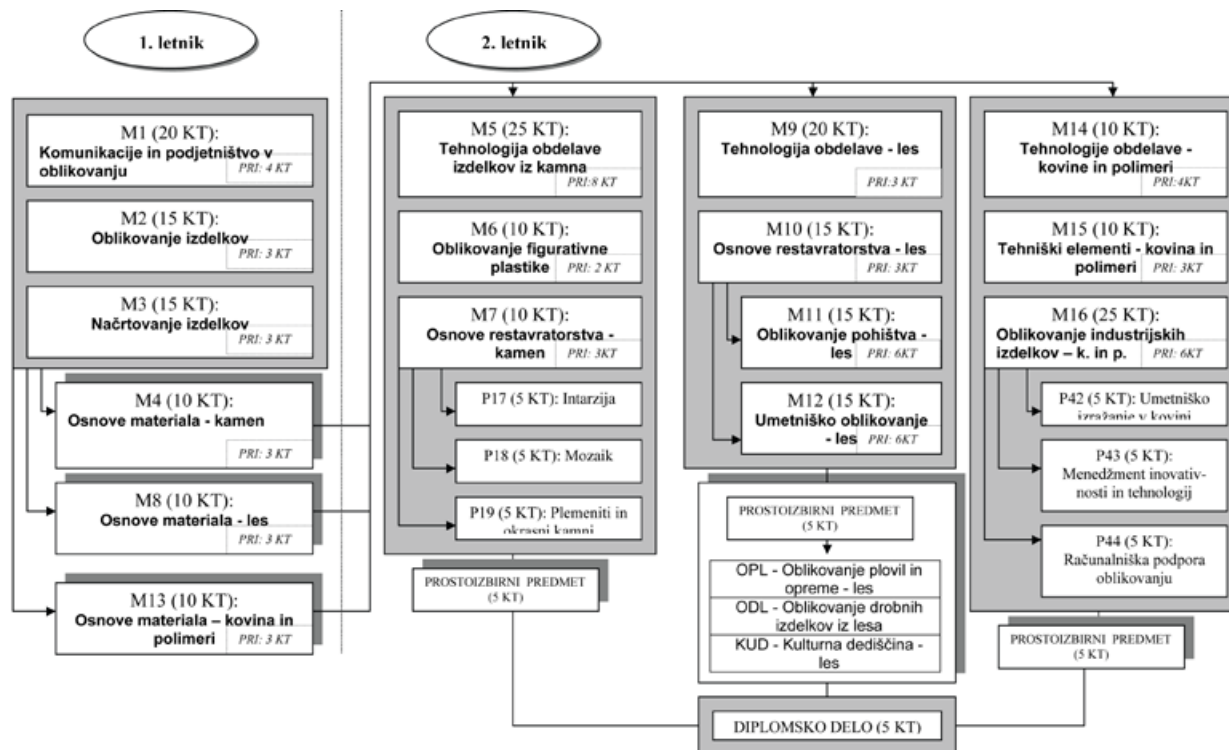 1. letnik
2. letnik
M1 (20 KT):
Komunikacije in podjetništvo v
oblikovanju
PRI: 4 KT
M2 (15 KT):
Oblikovanje izdelkov
PRI: 3 KT
M3 (15 KT):
Načrtovanje izdelkov
PRI: 3 KT
M4 (10 KT):
Osnove materiala - kamen
PRI: 3 KT
M8 (10 KT):
Osnove materiala - les
PRI: 3 KT
M13 (10 KT):
Osnove materiala – kovina in
polimeri
PRI: 3 KT
M5 (25 KT):
Tehnologija obdelave
izdelkov iz kamna
PRI:8 KT
M6 (10 KT):
Oblikovanje figurativne
plastike
PRI: 2 KT
M7 (10 KT):
Osnove restavratorstva -
kamen
PRI: 3KT
P17 (5 KT): Intarzija
P18 (5 KT): Mozaik
P19 (5 KT): Plemeniti in
okrasni kamni
PROSTOIZBIRNI PREDMET
(5 KT)
M9 (20 KT):
Tehnologija obdelave - les
PRI:3 KT
M10 (15 KT):
Osnove restavratorstva - les
PRI: 3KT
M11 (15 KT):
Oblikovanje pohištva -
les
PRI: 6KT
M12 (15 KT):
Umetniško oblikovanje
- les
PRI: 6KT
PROSTOIZBIRNI PREDMET
(5 KT)
OPL - Oblikovanje plovil in
opreme - les
ODL - Oblikovanje drobnih
izdelkov iz lesa
KUD - Kulturna dediščina -
les
M14 (10 KT):
Tehnologije obdelave -
kovine in polimeri
PRI:4KT
M15 (10 KT):
Tehniški elementi - kovina in
polimeri
PRI: 3KT
M16 (25 KT):
Oblikovanje industrijskih
izdelkov – k. in p.
PRI: 6KT
P42 (5 KT): Umetniško
izražanje v kovini
P43 (5 KT):
Menedžment inovativ-
nosti in tehnologij
P44 (5 KT):
Računalniška podpora
oblikovanju
PROSTOIZBIRNI PREDMET
(5 KT)
DIPLOMSKO DELO (5 KT)